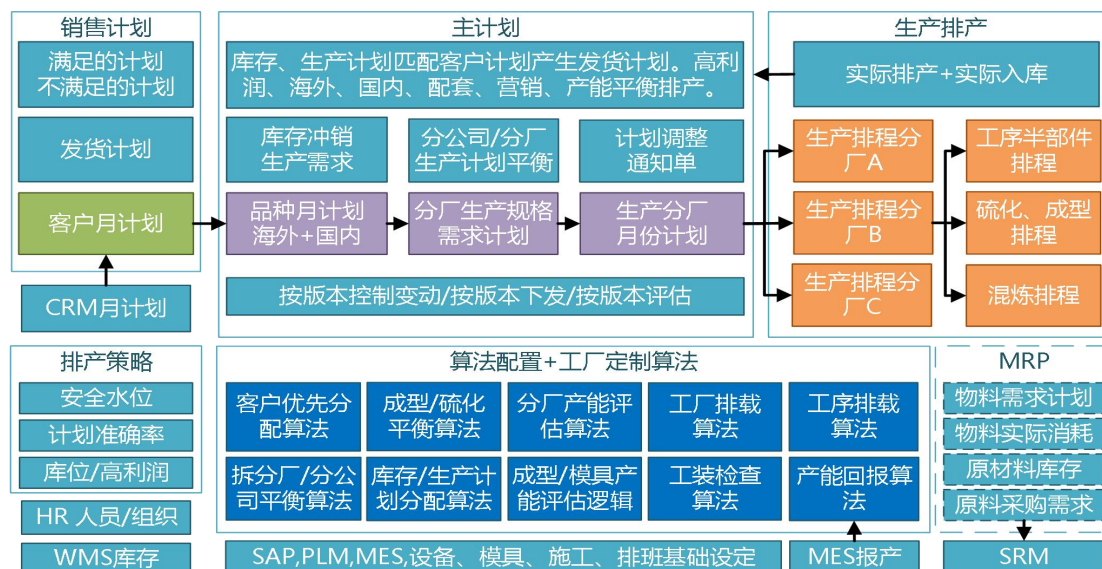 销售计划
满足的计划
不满足的计划
发货计划
客户月计划
CRM月计划
主计划
库存、生产计划匹配客户计划产生发货计划。高利
润、海外、国内、配套、营销、产能平衡排产。
库存冲销
生产需求
分公司/分厂
生产计划平衡
计划调整
通知单
品种月计划
海外+国内
分厂生产规格
需求计划
生产分厂
月份计划
按版本控制变动/按版本下发/按版本评估
生产排产
实际排产+实际入库
生产排程分
厂A
生产排程分
厂B
生产排程分
厂C
工序半部件
排程
硫化、成型
排程
混炼排程
排产策略
安全水位
计划准确率
库位/高利润
HR 人员/组织
WMS库存
算法配置+工厂定制算法
客户优先分
配算法
成型/硫化
平衡算法
分厂产能评
估算法
工厂排载
算法
工序排载
算法
拆分厂/分公
司平衡算法
库存/生产计
划分配算法
成型/模具产
能评估逻辑
工装检查
算法
产能回报算
法
SAP,PLM,MES,设备、模具、施工、排班基础设定
MES报产
MRP
物料需求计划
物料实际消耗
原材料库存
原料采购需求
SRM